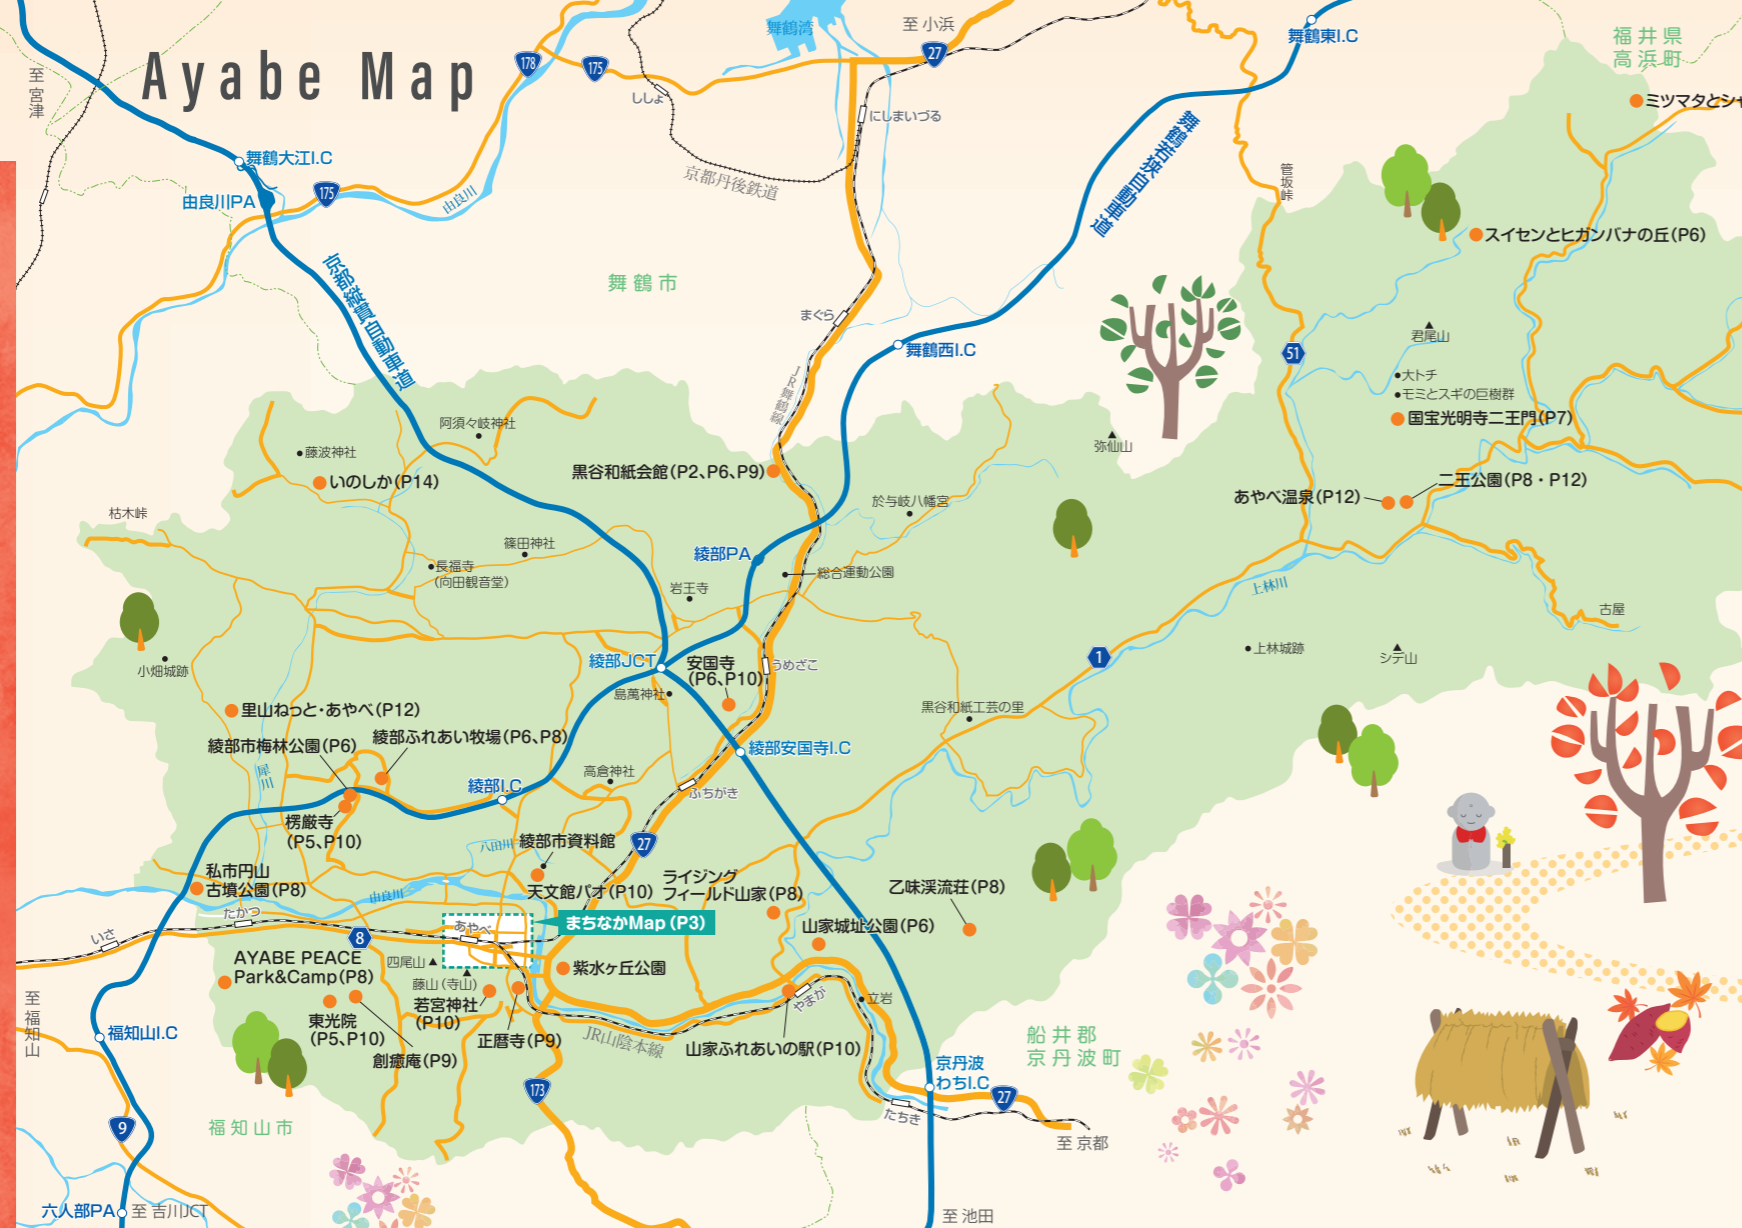 Ayabe Map
至 宮津
舞鶴大江I.C
由良川PA
175
由良川
178
175
ししょ
舞鶴湾
至 小浜
27
にしまいづる
京都丹後鉄道
舞鶴東I.C
舞鶴若狭自動車道
管坂峠
福井県
高浜町
ミツマタとシャ
スイセンとヒガンバナの丘(P6)
京都縦貫自動車道
舞鶴市
まぐら
舞鶴西I.C
JR舞鶴線
51
君尾山
大トチ
モミとスギの巨樹群
国宝光明寺二王門(P7)
弥仙山
二王公園(P8・P12)
あやべ温泉(P12)
阿須々岐神社
藤波神社
いのしか(P14)
黒谷和紙会館(P2、P6、P9)
枯木峠
篠田神社
長福寺
(向田観音堂)
綾部PA
於与岐八幡宮
総合運動公園
岩王寺
上林川
古屋
小畑城跡
綾部JCT
安国寺
(P6、P10)
うめざこ
1
上林城跡
シデ山
島萬神社
黒谷和紙工芸の里
里山ねっと・あやべ(P12)
綾部市梅林公園(P6)
綾部ふれあい牧場(P6、P8)
綾部安国寺I.C
犀川
綾部I.C
高倉神社
ふちがき
楞厳寺
(P5、P10)
八田川
綾部市資料館
27
私市円山
古墳公園(P8)
由良川
天文館パオ(P10)
ライジング
フィールド山家(P8)
乙味渓流荘(P8)
たかつ
いさ
8
あやべ
まちなかMap(P3)
山家城址公園(P6)
AYABE PEACE
Park&Camp(P8)
四尾山
藤山(寺山)
紫水ヶ丘公園
若宮神社
(P10)
東光院
(P5、P10)
正暦寺(P9)
創癒庵(P9)
JR山陰本線
やまが
立岩
山家ふれあいの駅(P10)
至 福知山
福知山I.C
船井郡
京丹波町
京丹波
わちI.C
27
たちき
至 京都
173
9
福知山市
六人部PA
至 吉川JCT
至 池田